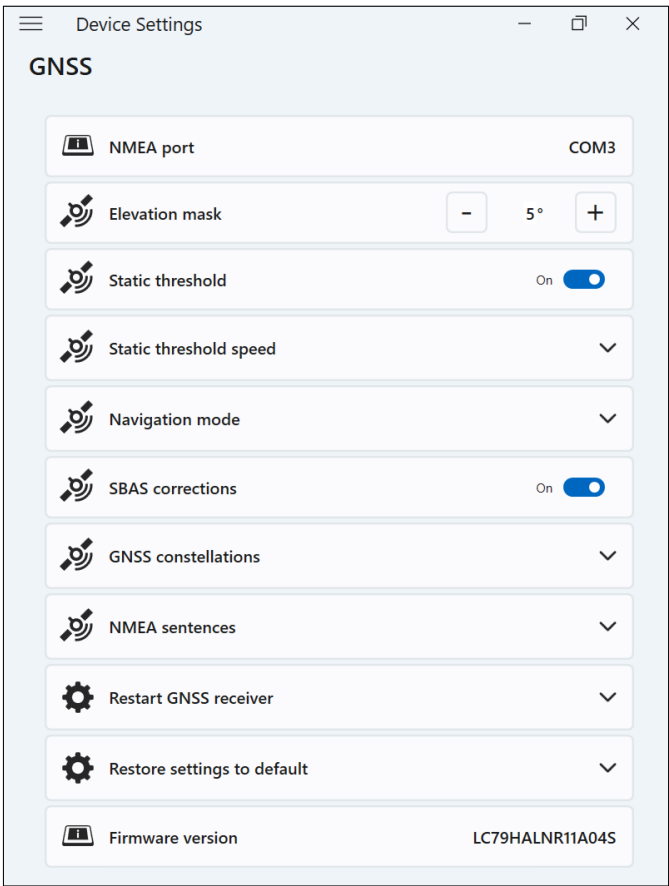 Device Settings
GNSS
NMEA port COM3
Elevation mask - 5° +
Static threshold On
Static threshold speed
Navigation mode
SBAS corrections On
GNSS constellations
NMEA sentences
Restart GNSS receiver
Restore settings to default
Firmware version LC79HALNR11A04S